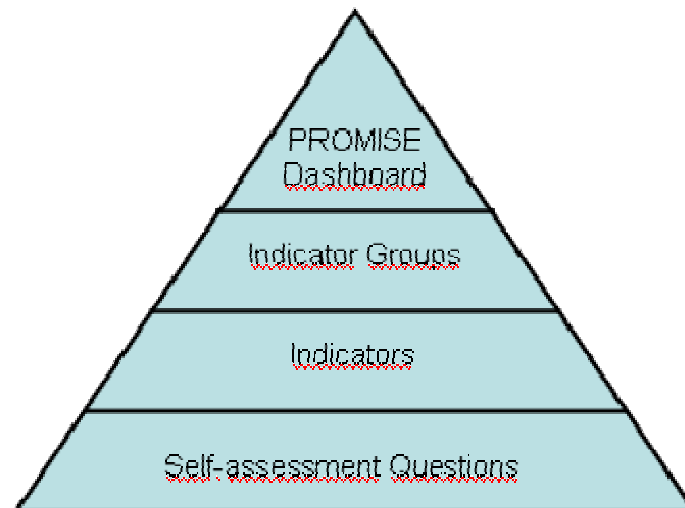 PROMISE
Dashboard
Indicator Groups
Indicators
Self-assessment Questions